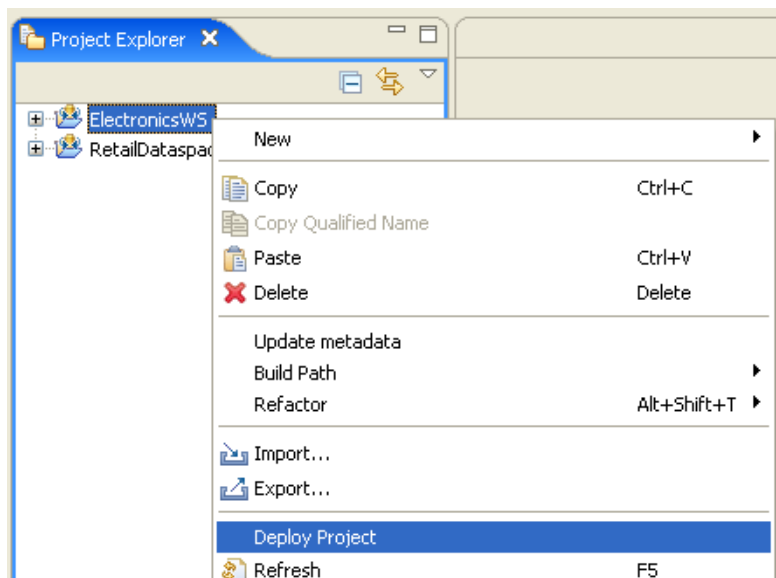 Project Explorer
ElectronicsWS
RetailDataspac
New
Copy Ctrl+C
Copy Qualified Name
Paste Ctrl+V
Delete Delete
Update metadata
Build Path
Refactor Alt+Shift+T
Import...
Export...
Deploy Project
Refresh F5